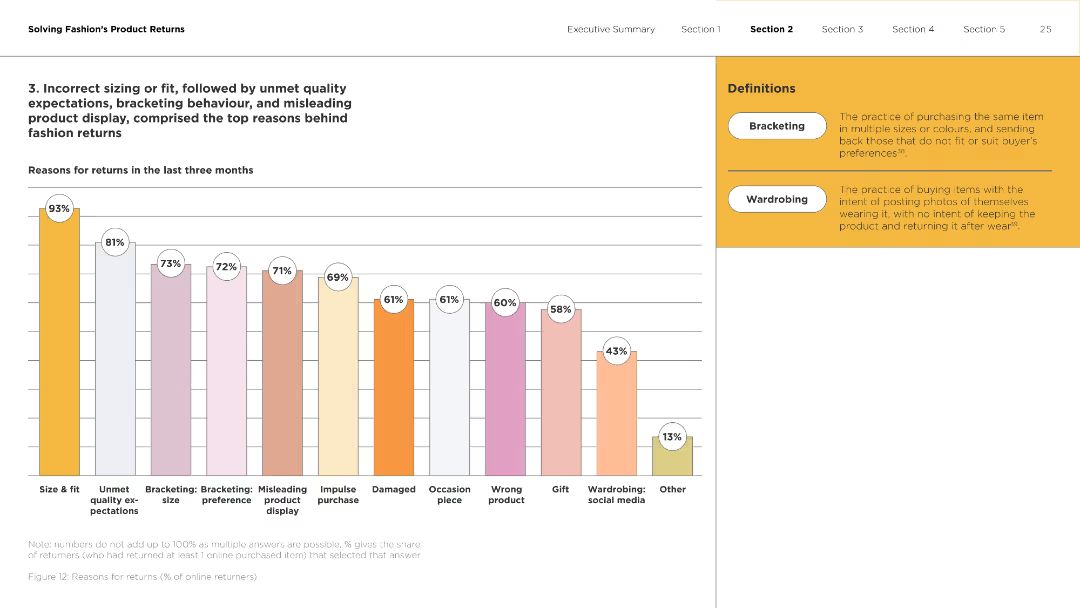 Solving Fashion's Product Returns
Executive Summary Section 1 Section 2 Section 3 Section 4 Section 5 25
3. Incorrect sizing or fit, followed by unmet quality
expectations, bracketing behaviour, and misleading
product display, comprised the top reasons behind
fashion returns
Reasons for returns in the last three months
93%
81%
73%
72%
71%
69%
61%
61%
60%
58%
43%
13%
Size & fit
Unmet
quality ex-
pectations
Bracketing:
size
Bracketing:
preference
Misleading
product
display
Impulse
purchase
Damaged
Occasion
piece
Wrong
product
Gift
Wardrobing:
social media
Other
Note: numbers do not add up to 100% as multiple answers are possible, % gives the share
of returners (who had returned at least 1 online purchased item) that selected that answer
Figure 12: Reasons for returns (% of online returners)
Definitions
Bracketing
The practice of purchasing the same item
in multiple sizes or colours, and sending
back those that do not fit or suit buyer's
preferences³⁸.
Wardrobing
The practice of buying items with the
intent of posting photos of themselves
wearing it, with no intent of keeping the
product and returning it after wear³⁹.